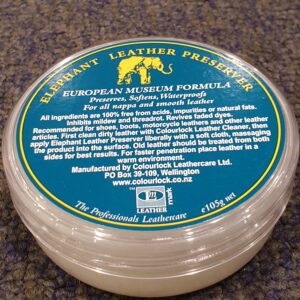 ELEPHANT LEATHER PRESERVER
EUROPEAN MUSEUM FORMULA
Preserves, Softens, Waterproofs
For all nappa and smooth leather
All ingredients are 100% free from acids, impurities or natural fats.
Inhibits mildew and threadrot. Revives faded dyes.
Recommended for shoes, boots, motorcycle leathers and other leather
articles. First clean dirty leather with Colourlock Leather Cleaner, then
apply Elephant Leather Preserver liberally with a soft cloth, massaging
the product into the surface. Old leather should be treated from both
sides for best results. For faster penetration place leather in a
warm environment.
Manufactured by Colourlock Leathercare Ltd.
PO Box 39-109, Wellington
www.colourlock.co.nz
LEATHER
mark
The Professionals Leathercare
e105g net